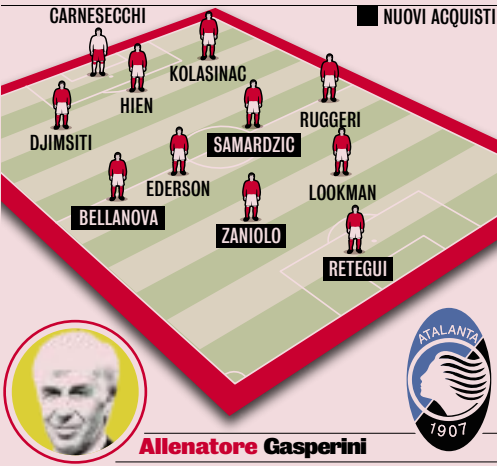 CARNESECCHI
NUOVI ACQUISTI
KOLASINAC
HIEN
RUGGERI
DJIMSITI
SAMARDZIC
EDERSON
LOOKMAN
BELLANOVA
ZANIOLO
RETEGUI
ATALANTA
1907
Allenatore Gasperini